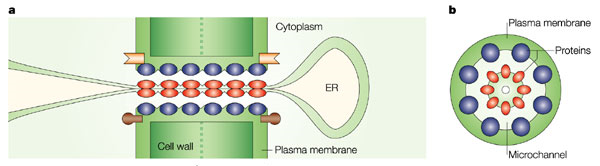 a
Cytoplasm
ER
Cell wall
Plasma membrane
b
Plasma membrane
Proteins
Microchannel